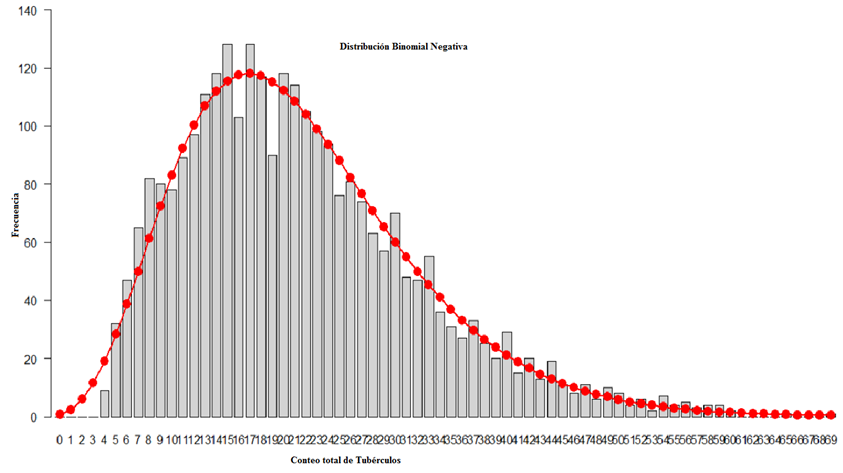 140
Distribución Binomial Negativa
120
100
80
Frecuencia
60
40
20
0
0 1 2 3 4 5 6 7 8 9 10 11 12 13 14 15 16 17 18 19 20 21 22 23 24 25 26 27 28 29 30 31 32 33 34 35 36 37 38 39 40 41 42 43 44 45 46 47 48 49 50 51 52 53 54 55 56 57 58 59 60 61 62 63 64 65 66 67 68 69
Conteo total de Tubérculos